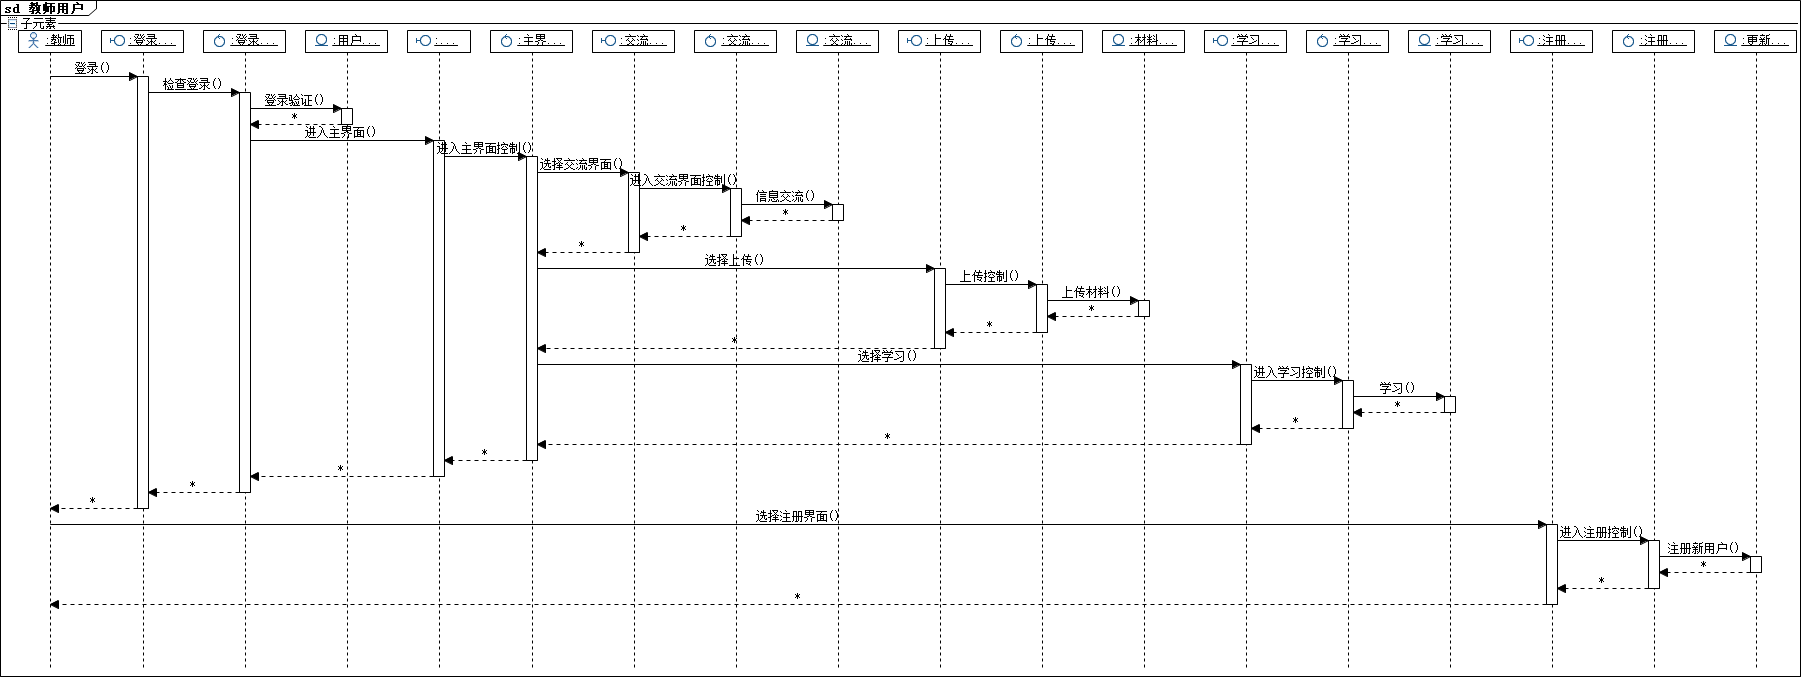 sd 教师用户
子元素
:教师 :登录... :登录... :用户... :... :主界... :交流... :交流... :交流... :上传... :上传... :材料... :学习... :学习... :学习... :注册... :注册... :更新...
登录()
检查登录()
登录验证()
*
进入主界面()
进入主界面控制()
选择交流界面()
进入交流界面控制()
信息交流()
*
*
*
选择上传()
上传控制()
上传材料()
*
*
*
选择学习()
进入学习控制()
学习()
*
*
*
*
*
*
*
选择注册界面()
进入注册控制()
注册新用户()
*
*
*